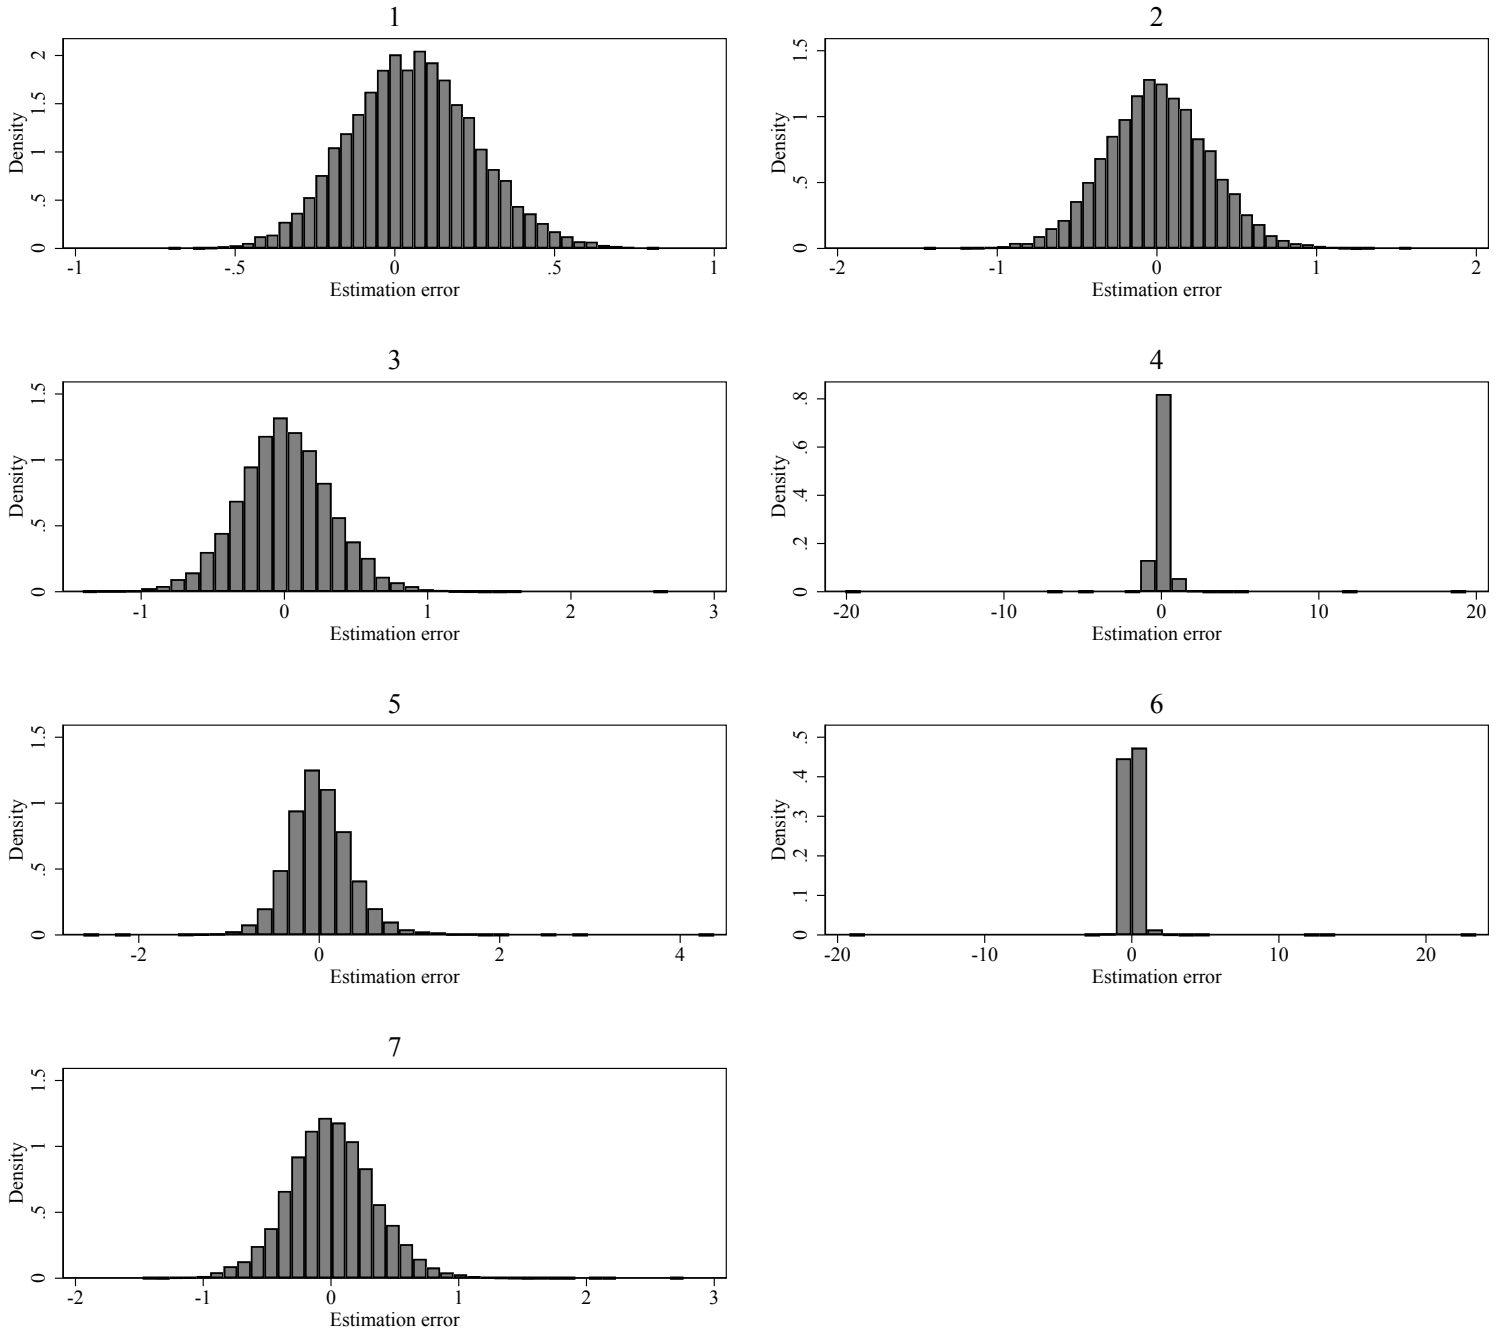 1
2
Density
0 .5 1 1.5 2
-1 -.5 0 .5 1
Estimation error
Density
0 .5 1 1.5
-2 -1 0 1 2
Estimation error
3
4
Density
0 .5 1 1.5
-1 0 1 2 3
Estimation error
Density
0 .2 .4 .6 .8
-20 -10 0 10 20
Estimation error
5
6
Density
0 .5 1 1.5
-2 0 2 4
Estimation error
Density
0 .1 .2 .3 .4 .5
-20 -10 0 10 20
Estimation error
7
Density
0 .5 1 1.5
-2 -1 0 1 2 3
Estimation error